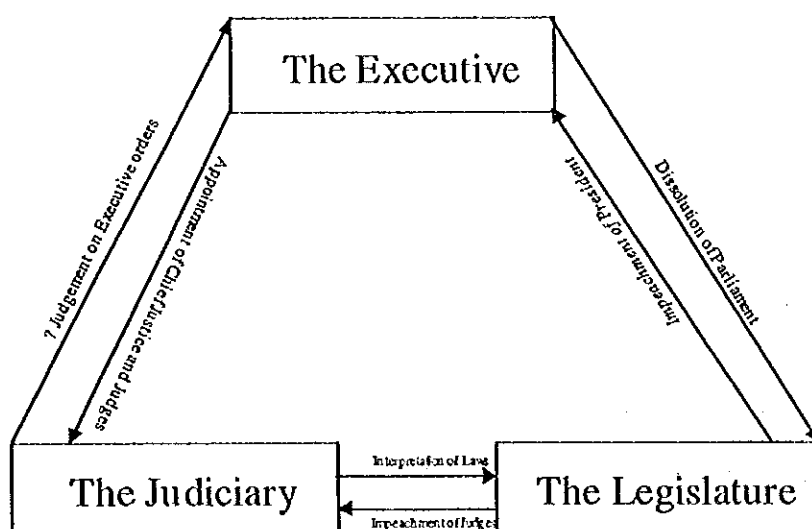 The Executive
? Judgement on Executive orders
Appointment of Chief Justice and Judges
Impeachment of President
Dissolution of Parliament
The Judiciary
Interpretation of Laws
Impeachment of Judges
The Legislature